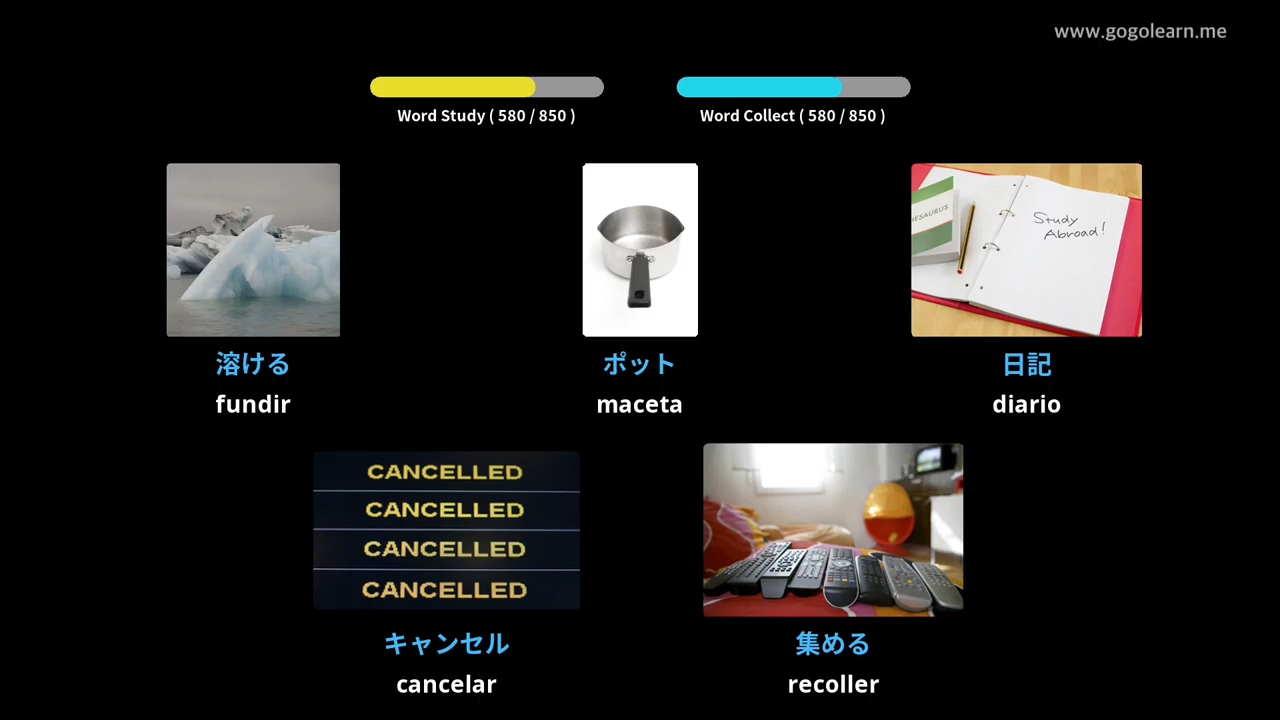 www.gogolearn.me
Word Study ( 580 / 850 )
Word Collect ( 580 / 850 )
THESAURUS
Study
Abroad!
溶ける
fundir
ポット
maceta
日記
diario
CANCELLED
CANCELLED
CANCELLED
CANCELLED
キャンセル
cancelar
集める
recoller